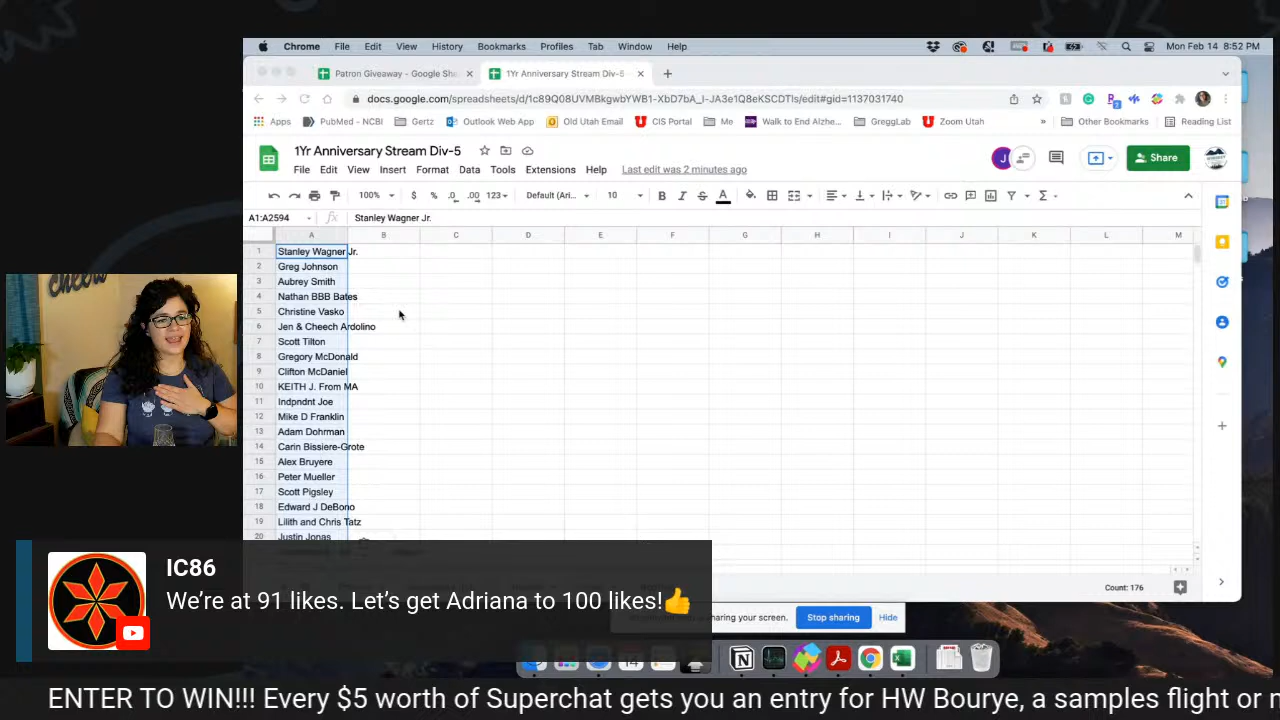 Chrome File Edit View History Bookmarks Profiles Tab Window Help Mon Feb 14 8:52 PM
Patron Giveaway - Google Sh
1Yr Anniversary Stream Div-5 -
docs.google.com/spreadsheets/d/1c89Q08UVMBkgwbYWB1-XbD7bA_I-JA3e1Q8eKSCDTIs/edit#gid=1137031740
Apps PubMed - NCBI Gertz Outlook Web App Old Utah Email CIS Portal Me Walk to End Alzhe... GreggLab Zoom Utah » Other Bookmarks Reading List
1Yr Anniversary Stream Div-5
Share
File Edit View Insert Format Data Tools Extensions Help Last edit was 2 minutes ago
100% $ % .0 .00 123 Default (Ari... 10 B I S A
A1:A2594 fx Stanley Wagner Jr.
A B C D E F G H I J K L M
1 Stanley Wagner Jr.
2 Greg Johnson
3 Aubrey Smith
4 Nathan BBB Bates
5 Christine Vasko
6 Jen & Cheech Ardolino
7 Scott Tilton
8 Gregory McDonald
9 Clifton McDaniel
10 KEITH J. From MA
11 Indpndnt Joe
12 Mike D Franklin
13 Adam Dohrman
14 Carin Bissiere-Grote
15 Alex Bruyere
16 Peter Mueller
17 Scott Pigsley
18 Edward J DeBono
19 Lilith and Chris Tatz
20 Justin Jonas
Count: 176
sharing your screen. Stop sharing Hide
cheers
IC86
We're at 91 likes. Let's get Adriana to 100 likes!👍
ENTER TO WIN!!! Every $5 worth of Superchat gets you an entry for HW Bourye, a samples flight or